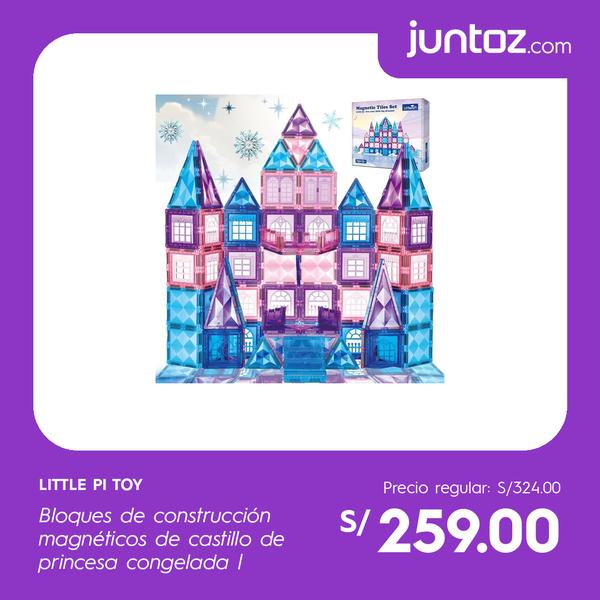 juntoz.com
Magnetic Tiles Set
LITTLE PI TOY
Bloques de construcción
magnéticos de castillo de
princesa congelada |
Precio regular: S/324.00
S/ 259.00